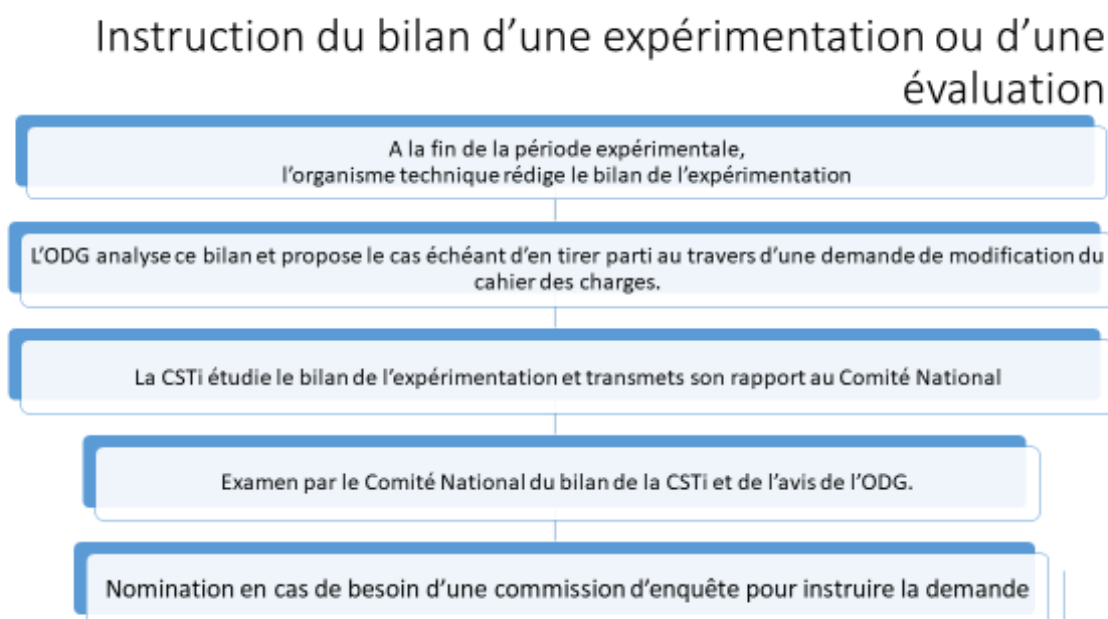 Instruction du bilan d’une expérimentation ou d’une
évaluation
A la fin de la période expérimentale,
l’organisme technique rédige le bilan de l’expérimentation
L’ODG analyse ce bilan et propose le cas échéant d’en tirer parti au travers d’une demande de modification du
cahier des charges.
La CSTi étudie le bilan de l’expérimentation et transmets son rapport au Comité National
Examen par le Comité National du bilan de la CSTi et de l’avis de l’ODG.
Nomination en cas de besoin d’une commission d’enquête pour instruire la demande